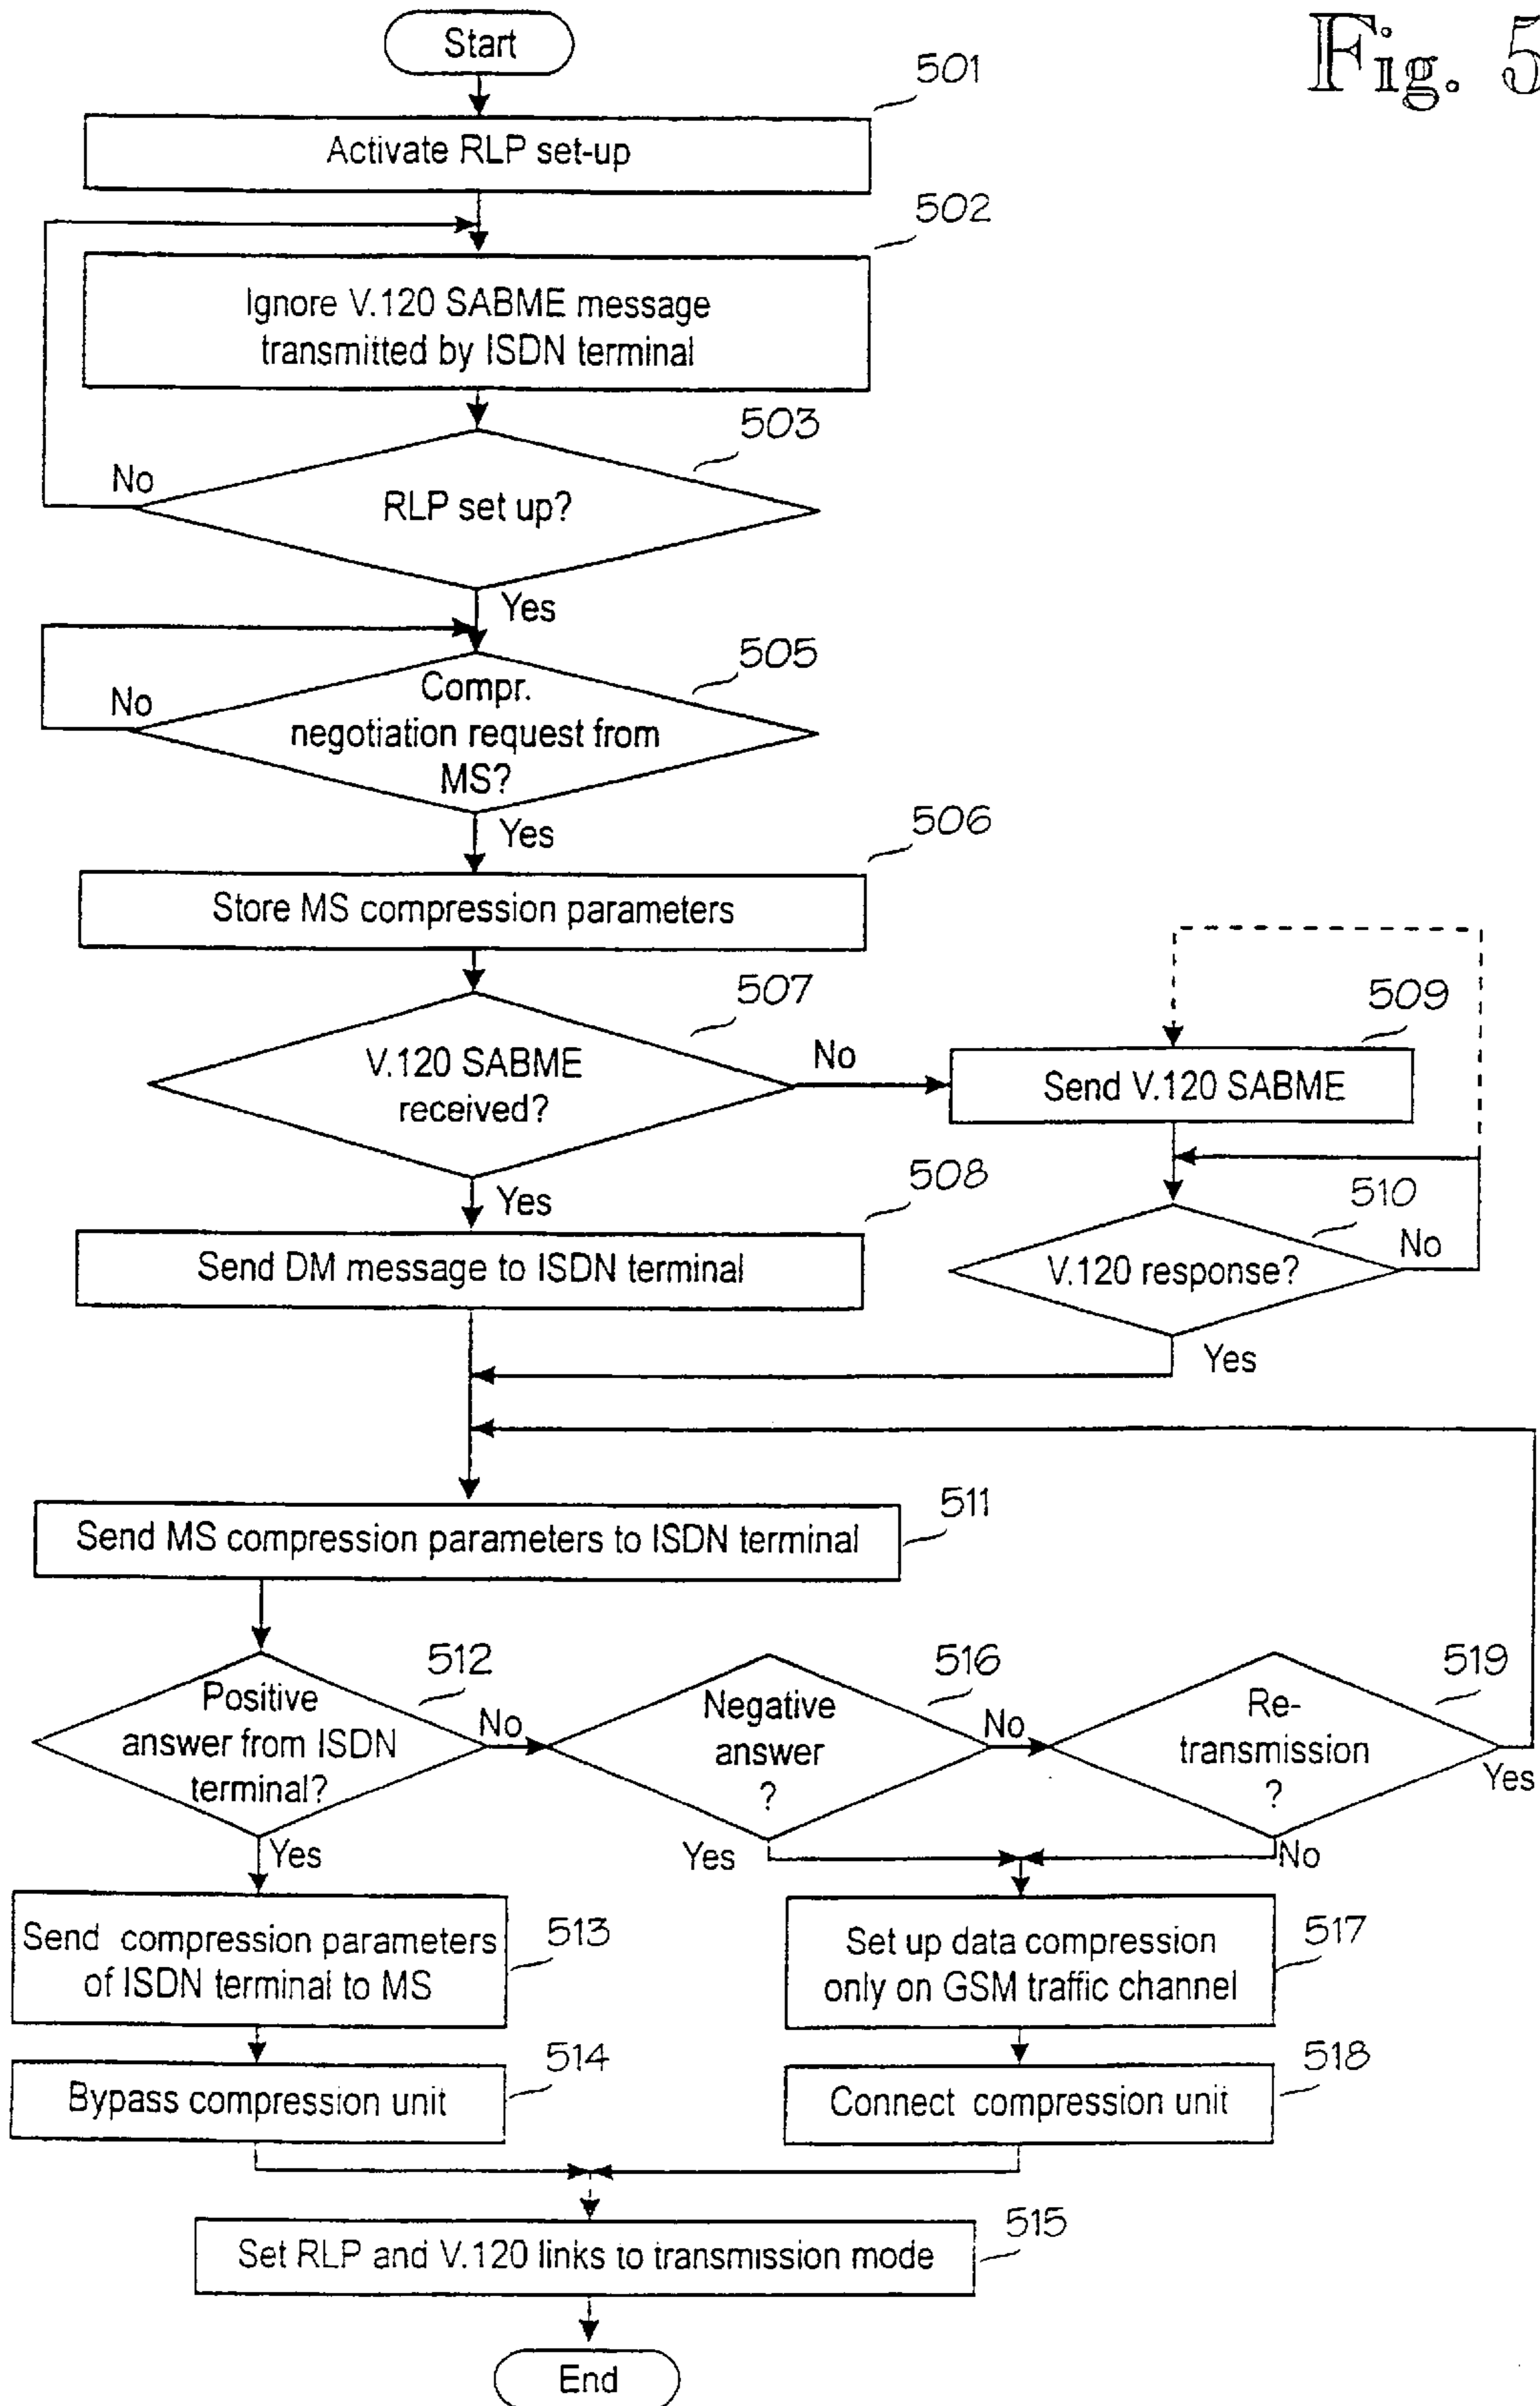 Fig. 5
Start
501
Activate RLP set-up
502
Ignore V.120 SABME message
transmitted by ISDN terminal
503
No
RLP set up?
Yes
505
No
Compr.
negotiation request from
MS?
Yes
506
Store MS compression parameters
507
V.120 SABME
received?
No
509
Send V.120 SABME
Yes
508
Send DM message to ISDN terminal
510
V.120 response?
No
Yes
511
Send MS compression parameters to ISDN terminal
512
Positive
answer from ISDN
terminal?
No
516
Negative
answer
?
No
519
Re-
transmission
?
Yes
Yes
Yes
No
513
Send compression parameters
of ISDN terminal to MS
517
Set up data compression
only on GSM traffic channel
514
Bypass compression unit
518
Connect compression unit
515
Set RLP and V.120 links to transmission mode
End